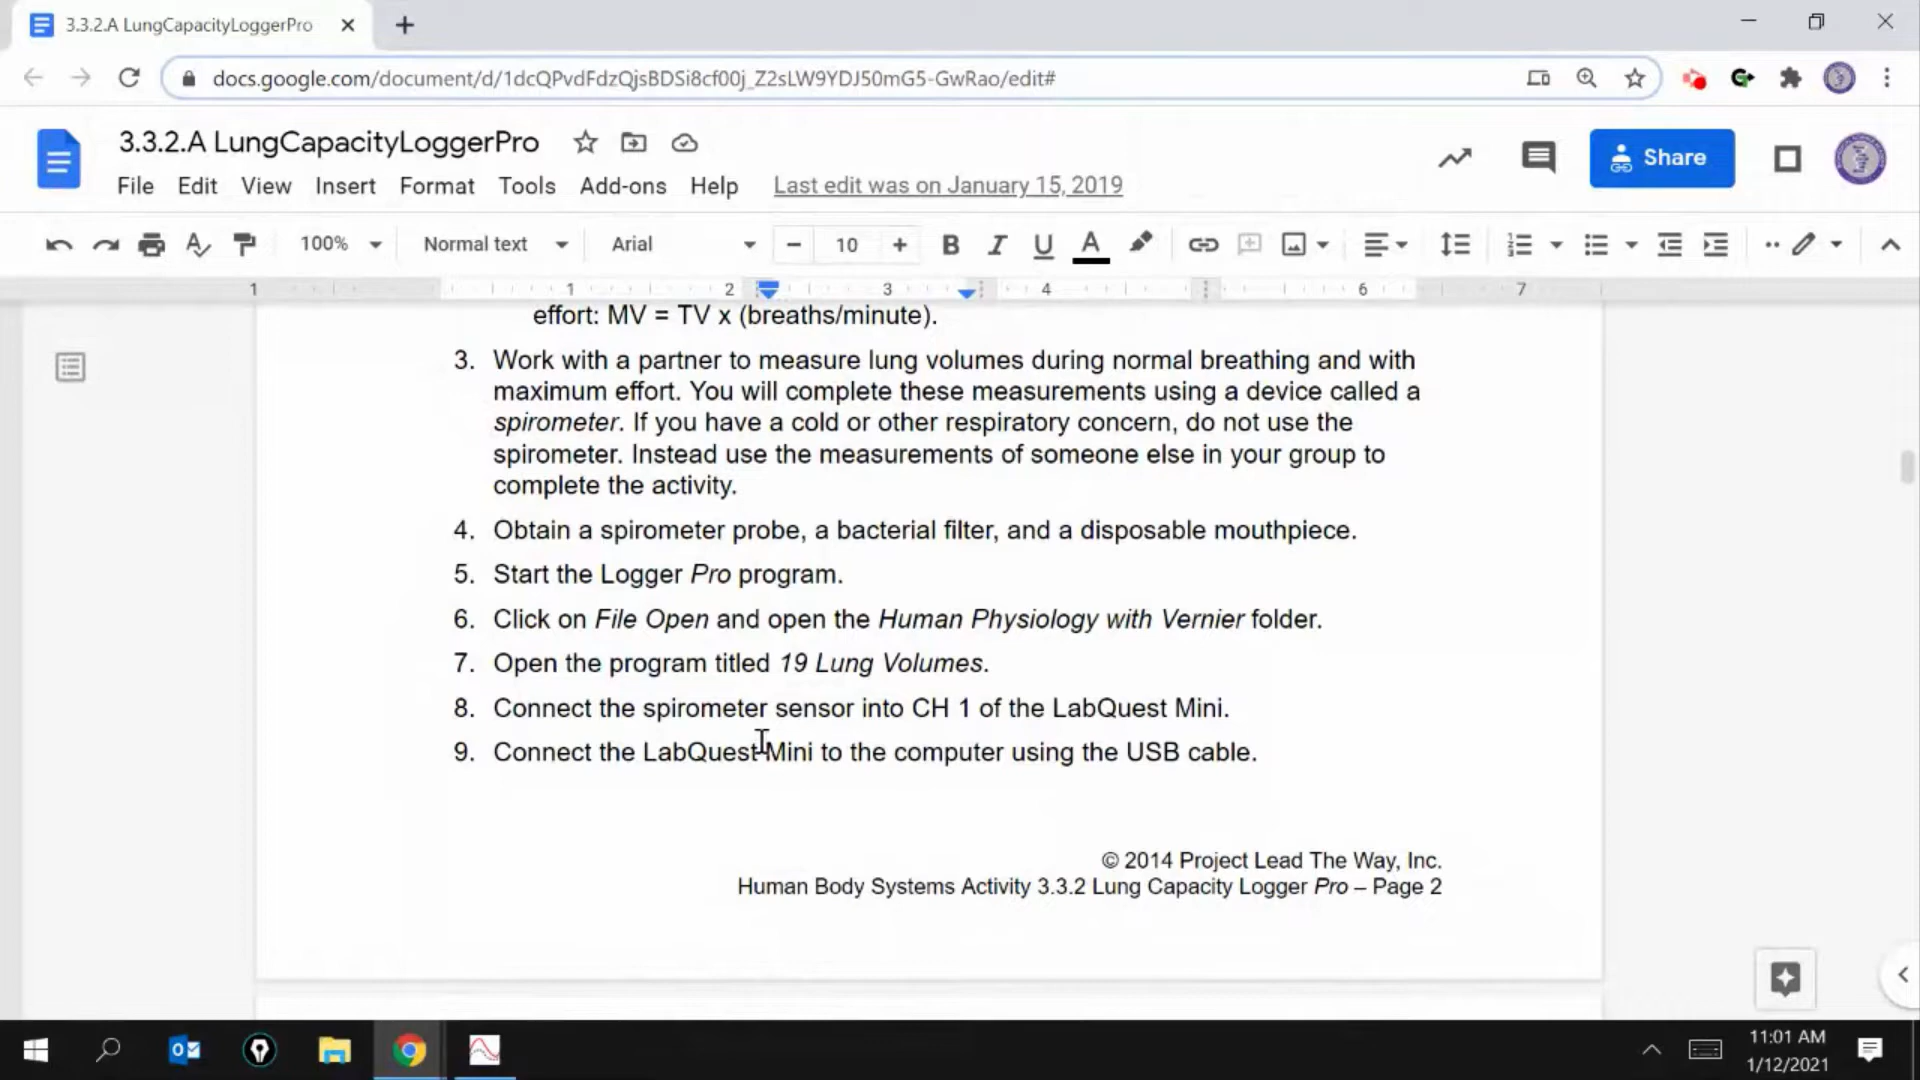 3.3.2.A LungCapacityLoggerPro
docs.google.com/document/d/1dcQPvdFdzQjsBDSi8cf00j_Z2sLW9YDJ50mG5-GwRao/edit#
3.3.2.A LungCapacityLoggerPro
Share
File Edit View Insert Format Tools Add-ons Help Last edit was on January 15, 2019
100% Normal text Arial 10 B I U A
1 1 2 3 4 6 7
effort: MV = TV x (breaths/minute).
3. Work with a partner to measure lung volumes during normal breathing and with
maximum effort. You will complete these measurements using a device called a
spirometer. If you have a cold or other respiratory concern, do not use the
spirometer. Instead use the measurements of someone else in your group to
complete the activity.
4. Obtain a spirometer probe, a bacterial filter, and a disposable mouthpiece.
5. Start the Logger Pro program.
6. Click on File Open and open the Human Physiology with Vernier folder.
7. Open the program titled 19 Lung Volumes.
8. Connect the spirometer sensor into CH 1 of the LabQuest Mini.
9. Connect the LabQuest Mini to the computer using the USB cable.
© 2014 Project Lead The Way, Inc.
Human Body Systems Activity 3.3.2 Lung Capacity Logger Pro – Page 2
11:01 AM
1/12/2021